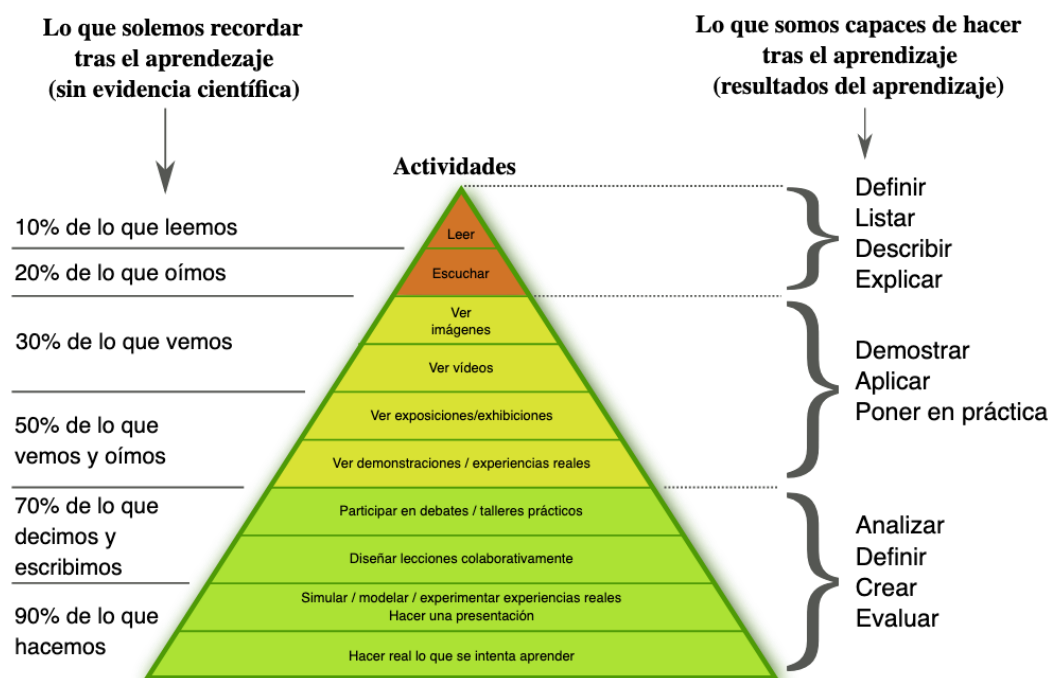 Lo que solemos recordar
tras el aprendezaje
(sin evidencia científica)
10% de lo que leemos
20% de lo que oímos
30% de lo que vemos
50% de lo que
vemos y oímos
70% de lo que
decimos y
escribimos
90% de lo que
hacemos
Actividades
Leer
Escuchar
Ver
imágenes
Ver vídeos
Ver exposiciones/exhibiciones
Ver demonstraciones / experiencias reales
Participar en debates / talleres prácticos
Diseñar lecciones colaborativamente
Simular / modelar / experimentar experiencias reales
Hacer una presentación
Hacer real lo que se intenta aprender
Lo que somos capaces de hacer
tras el aprendizaje
(resultados del aprendizaje)
Definir
Listar
Describir
Explicar
Demostrar
Aplicar
Poner en práctica
Analizar
Definir
Crear
Evaluar